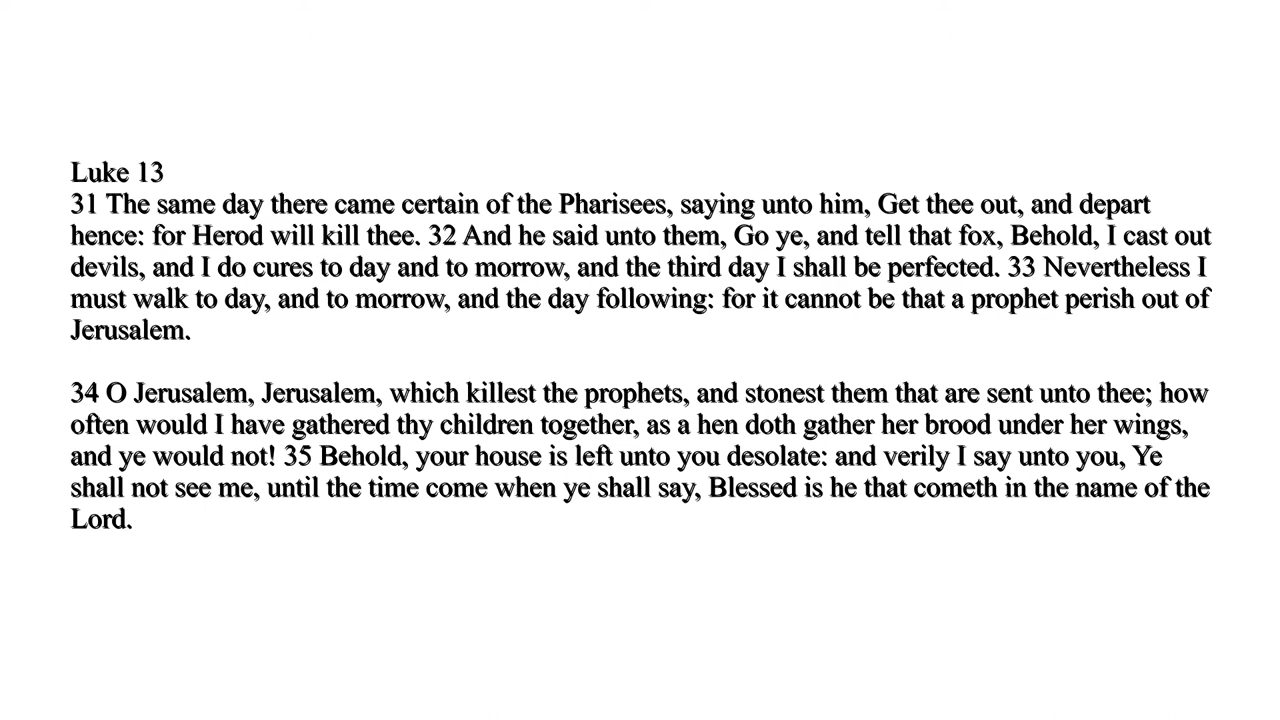 Luke 13
31 The same day there came certain of the Pharisees, saying unto him, Get thee out, and depart
hence: for Herod will kill thee. 32 And he said unto them, Go ye, and tell that fox, Behold, I cast out
devils, and I do cures to day and to morrow, and the third day I shall be perfected. 33 Nevertheless I
must walk to day, and to morrow, and the day following: for it cannot be that a prophet perish out of
Jerusalem.
34 O Jerusalem, Jerusalem, which killest the prophets, and stonest them that are sent unto thee; how
often would I have gathered thy children together, as a hen doth gather her brood under her wings,
and ye would not! 35 Behold, your house is left unto you desolate: and verily I say unto you, Ye
shall not see me, until the time come when ye shall say, Blessed is he that cometh in the name of the
Lord.